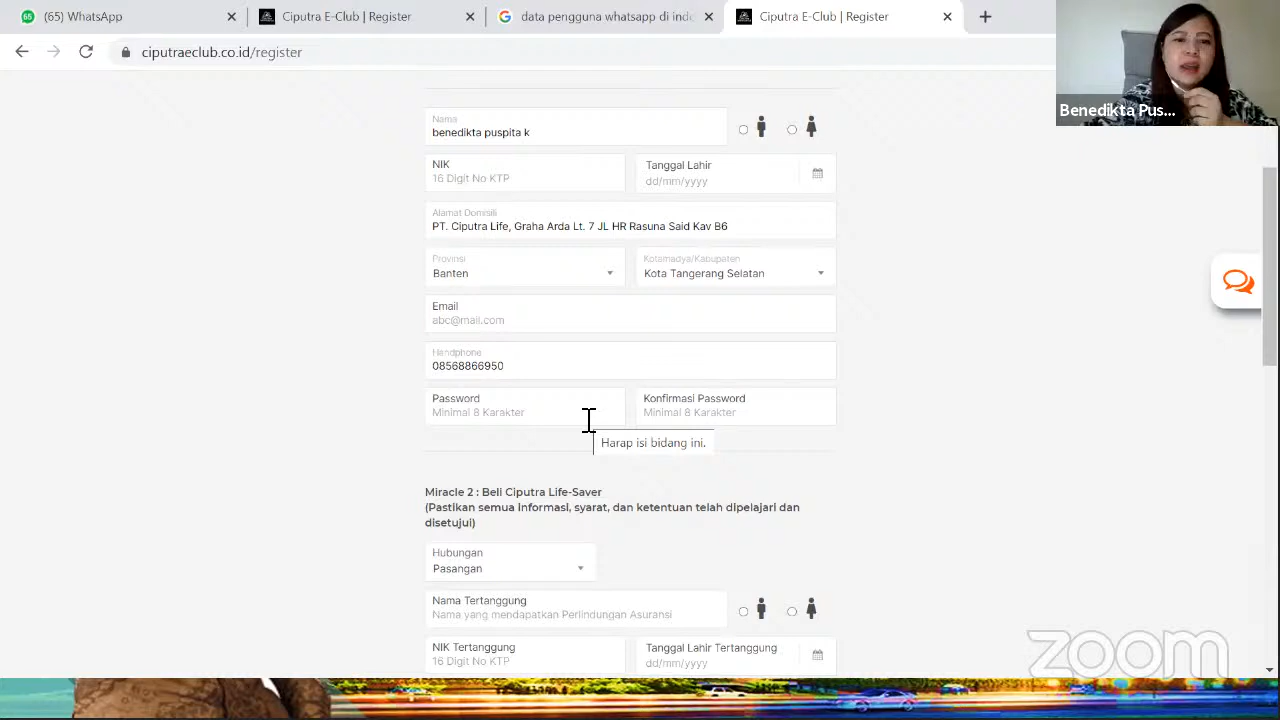 (65) WhatsApp
Ciputra E-Club | Register
data pengguna whatsapp di ind
Ciputra E-Club | Register
ciputraeclub.co.id/register
Benedikta Pus...
Nama
benedikta puspita k
NIK
16 Digit No KTP
Tanggal Lahir
dd/mm/yyyy
Alamat Domisili
PT. Ciputra Life, Graha Arda Lt. 7 JL HR Rasuna Said Kav B6
Provinsi
Banten
Kotamadya/Kabupaten
Kota Tangerang Selatan
Email
abc@mail.com
Handphone
08568866950
Password
Minimal 8 Karakter
Konfirmasi Password
Minimal 8 Karakter
Harap isi bidang ini.
Miracle 2 : Beli Ciputra Life-Saver
(Pastikan semua informasi, syarat, dan ketentuan telah dipelajari dan
disetujui)
Hubungan
Pasangan
Nama Tertanggung
Nama yang mendapatkan Perlindungan Asuransi
NIK Tertanggung
16 Digit No KTP
Tanggal Lahir Tertanggung
dd/mm/yyyy
zoom